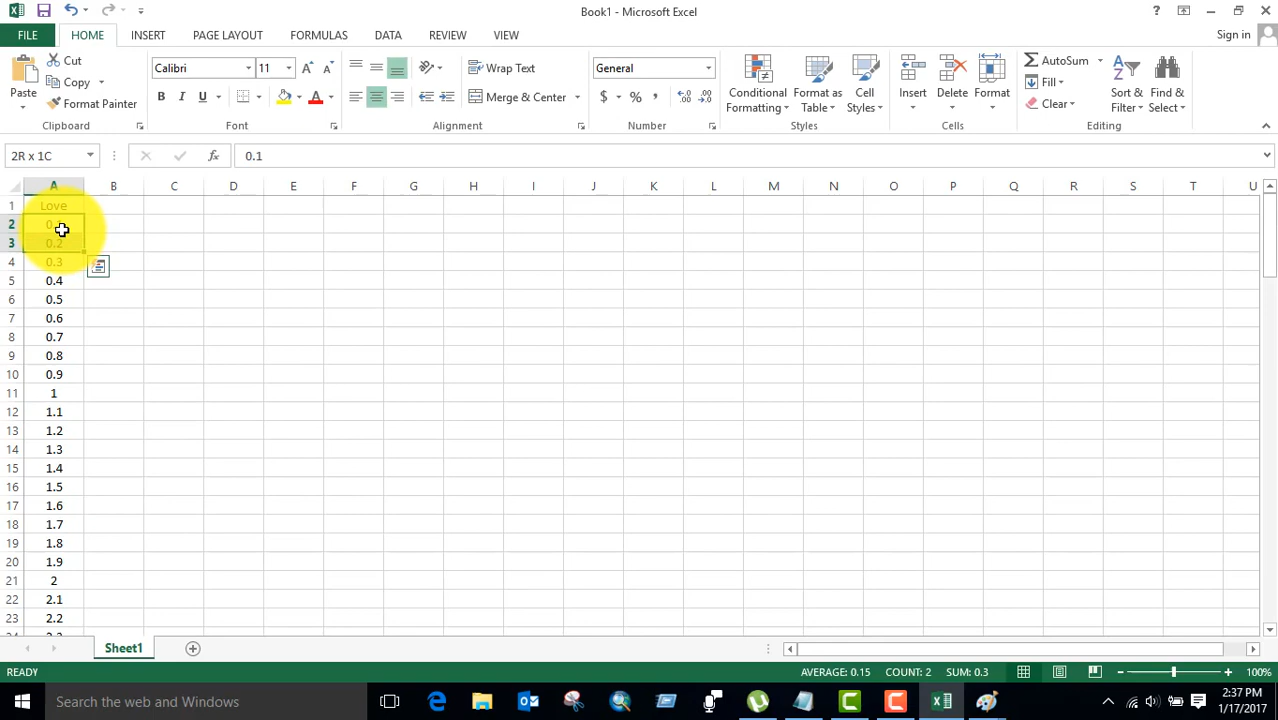 Book1 - Microsoft Excel
FILE HOME INSERT PAGE LAYOUT FORMULAS DATA REVIEW VIEW Sign in
Paste
Cut
Copy
Format Painter
Clipboard
Calibri 11
B I U
Font
Wrap Text
Merge & Center
Alignment
General
$ % ,
Number
Conditional Formatting
Format as Table
Cell Styles
Styles
Insert Delete Format
Cells
AutoSum
Fill
Clear
Sort & Filter
Find & Select
Editing
2R x 1C fx 0.1
A B C D E F G H I J K L M N O P Q R S T U
1 Love
2
3 0.2
4 0.3
5 0.4
6 0.5
7 0.6
8 0.7
9 0.8
10 0.9
11 1
12 1.1
13 1.2
14 1.3
15 1.4
16 1.5
17 1.6
18 1.7
19 1.8
20 1.9
21 2
22 2.1
23 2.2
Sheet1
READY AVERAGE: 0.15 COUNT: 2 SUM: 0.3 100%
Search the web and Windows 2:37 PM
1/17/2017